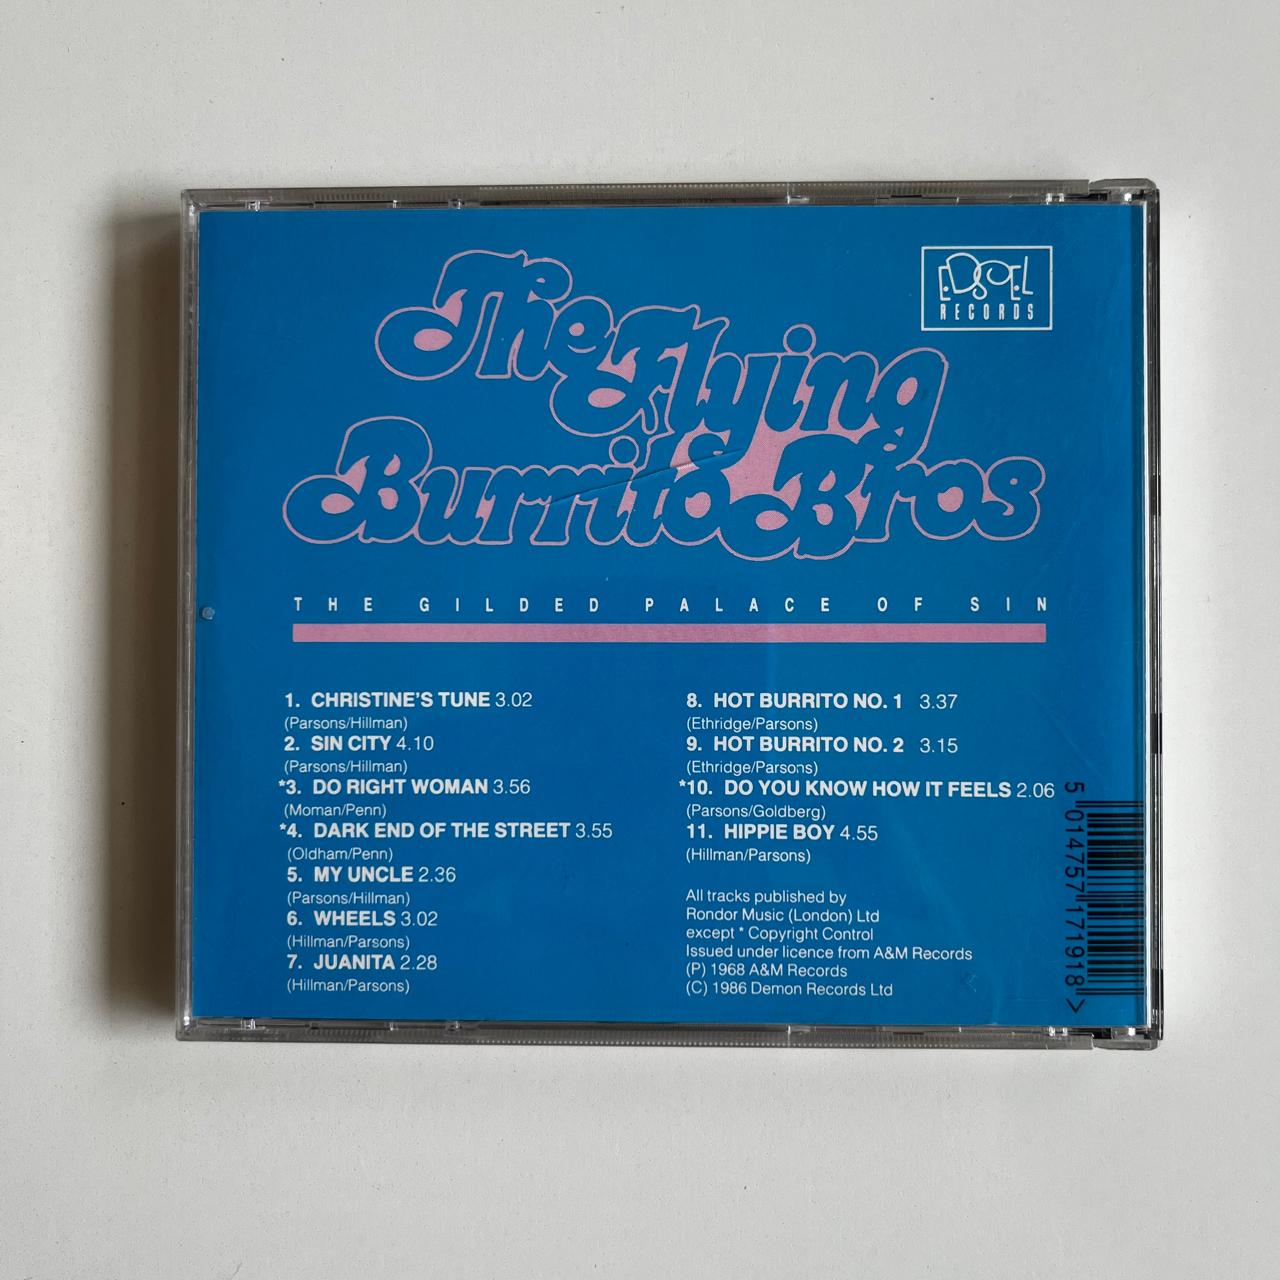 The Flying
Burrito Bros
EDSEL
RECORDS
THE GILDED PALACE OF SIN
1. CHRISTINE'S TUNE 3.02
(Parsons/Hillman)
2. SIN CITY 4.10
(Parsons/Hillman)
*3. DO RIGHT WOMAN 3.56
(Moman/Penn)
*4. DARK END OF THE STREET 3.55
(Oldham/Penn)
5. MY UNCLE 2.36
(Parsons/Hillman)
6. WHEELS 3.02
(Hillman/Parsons)
7. JUANITA 2.28
(Hillman/Parsons)
8. HOT BURRITO NO. 1 3.37
(Ethridge/Parsons)
9. HOT BURRITO NO. 2 3.15
(Ethridge/Parsons)
*10. DO YOU KNOW HOW IT FEELS 2.06
(Parsons/Goldberg)
11. HIPPIE BOY 4.55
(Hillman/Parsons)
All tracks published by
Rondor Music (London) Ltd
except * Copyright Control
Issued under licence from A&M Records
(P) 1968 A&M Records
(C) 1986 Demon Records Ltd
5 014757 171918 >